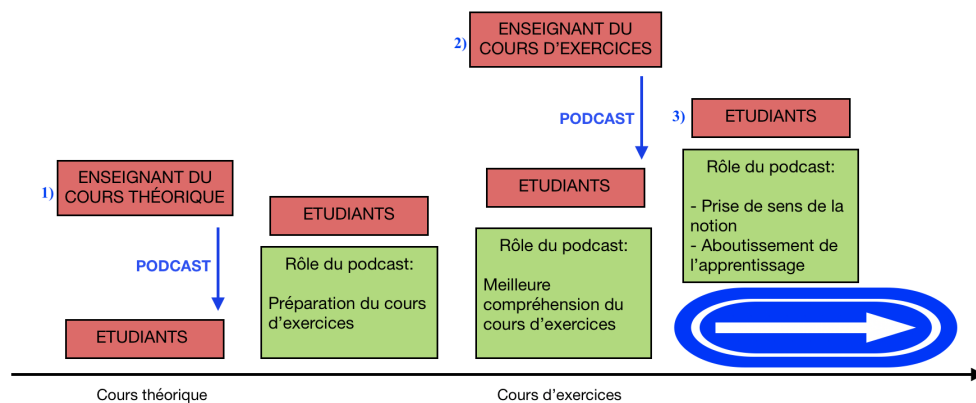 1)
ENSEIGNANT DU
COURS THÉORIQUE
PODCAST
ETUDIANTS
ETUDIANTS
Rôle du podcast:
Préparation du cours
d'exercices
2)
ENSEIGNANT DU
COURS D'EXERCICES
PODCAST
ETUDIANTS
Rôle du podcast:
Meilleure
compréhension du
cours d'exercices
3)
ETUDIANTS
Rôle du podcast:
- Prise de sens de la
notion
- Aboutissement de
l'apprentissage
Cours théorique
Cours d'exercices